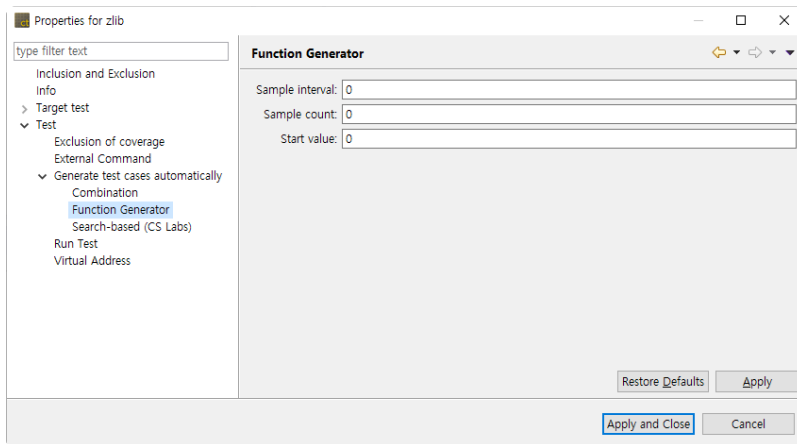 Properties for zlib
type filter text
Inclusion and Exclusion
Info
Target test
Test
Exclusion of coverage
External Command
Generate test cases automatically
Combination
Function Generator
Search-based (CS Labs)
Run Test
Virtual Address
Function Generator
Sample interval: 0
Sample count: 0
Start value: 0
Restore Defaults Apply
Apply and Close Cancel